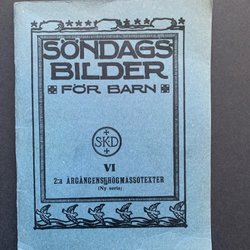 SÖNDAGS
BILDER
FÖR BARN
SKD
VI
2:a ÅRGÅNGENS HÖGMÄSSOTEXTER
(Ny serie)